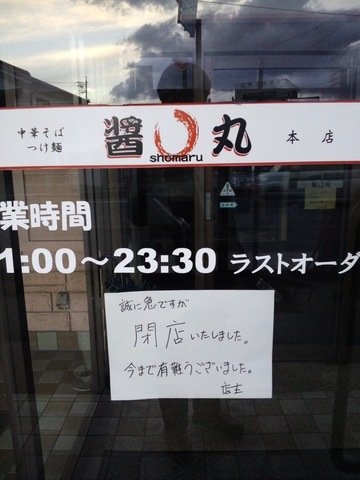 中華そば
つけ麺
醤丸
shomaru
本店
業時間
1:00～23:30 ラストオーダ
誠に急ですが
閉店いたしました。
今まで有難うございました。
店主